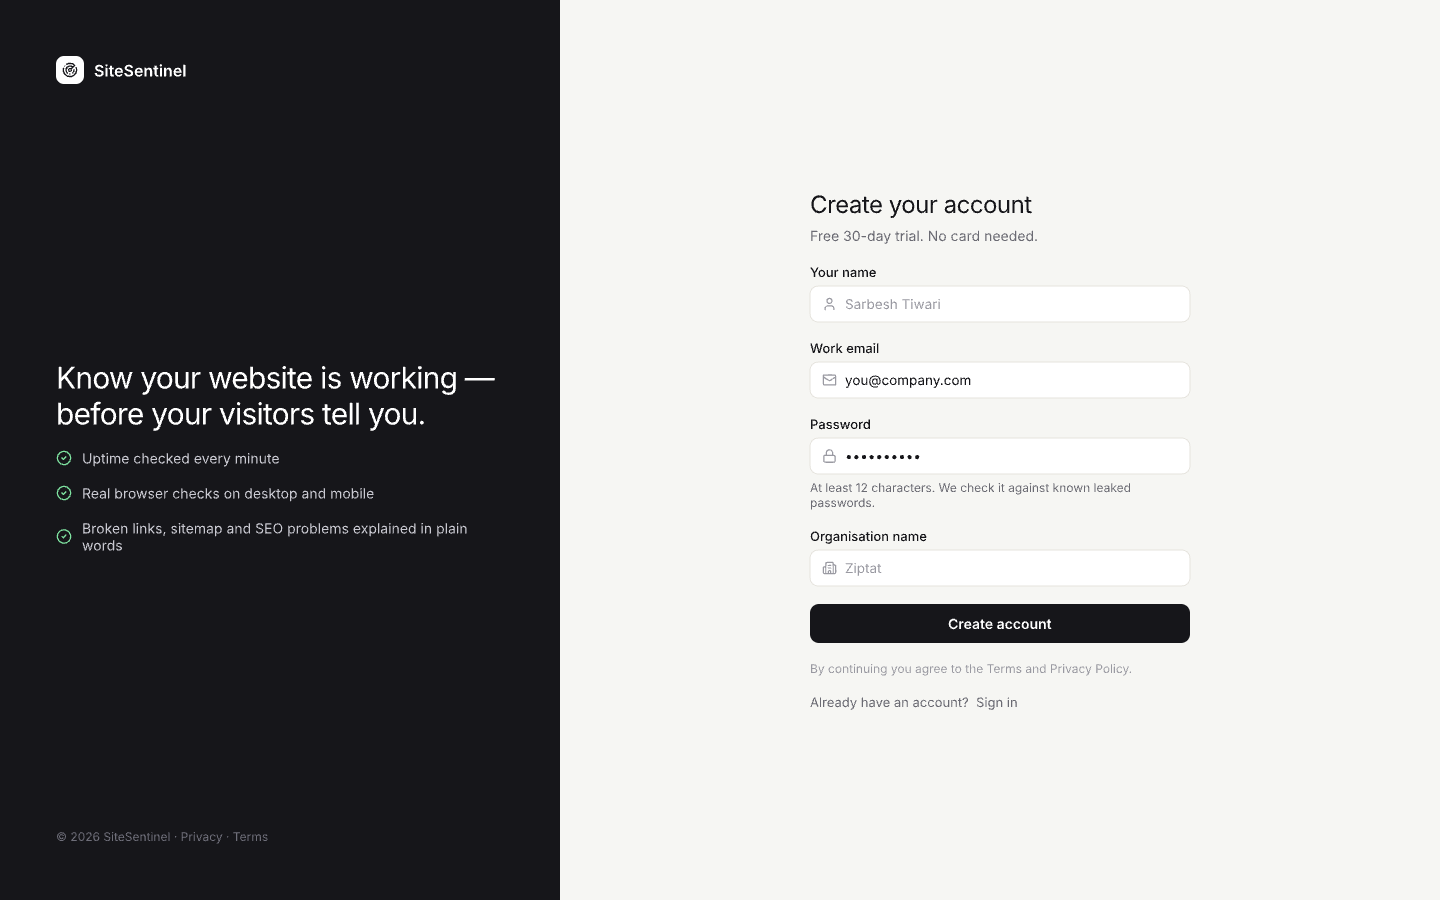 SiteSentinel
Know your website is working —
before your visitors tell you.
Uptime checked every minute
Real browser checks on desktop and mobile
Broken links, sitemap and SEO problems explained in plain
words
© 2026 SiteSentinel · Privacy · Terms
Create your account
Free 30-day trial. No card needed.
Your name
Sarbesh Tiwari
Work email
you@company.com
Password
••••••••••
At least 12 characters. We check it against known leaked
passwords.
Organisation name
Ziptat
Create account
By continuing you agree to the Terms and Privacy Policy.
Already have an account? Sign in